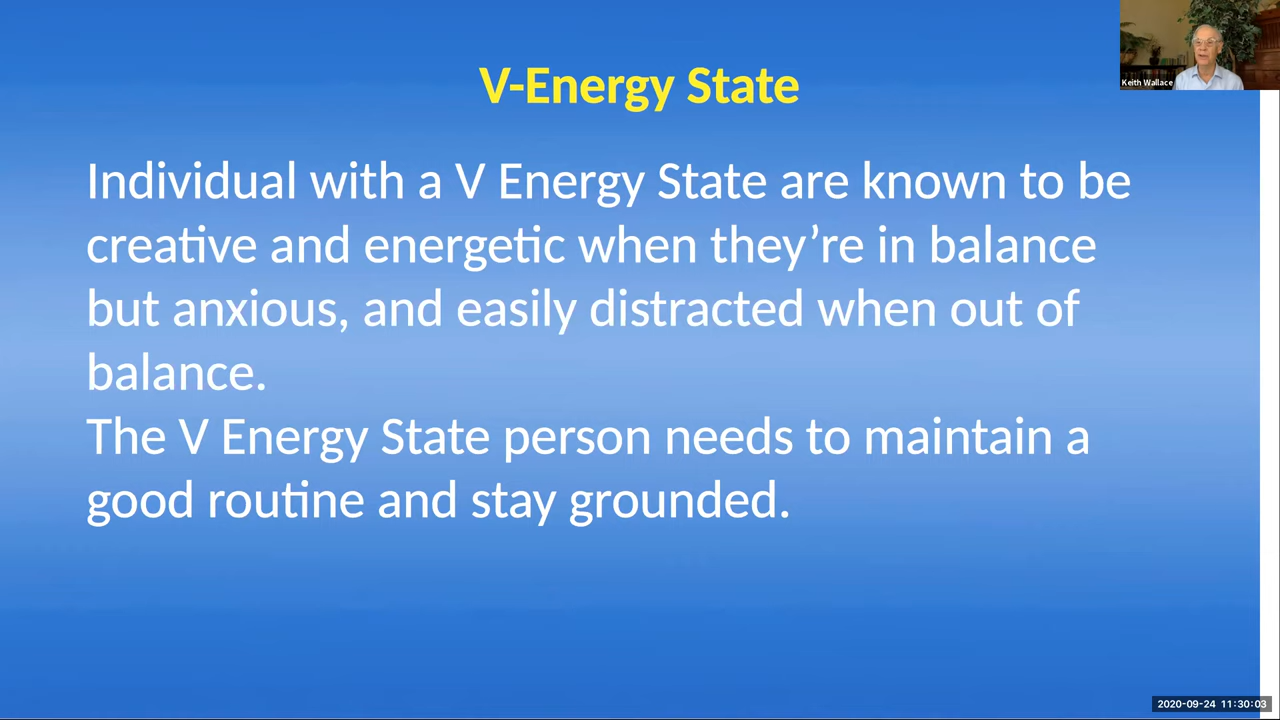 V-Energy State
Keith Wallace
Individual with a V Energy State are known to be
creative and energetic when they’re in balance
but anxious, and easily distracted when out of
balance.
The V Energy State person needs to maintain a
good routine and stay grounded.
2020-09-24 11:30:03